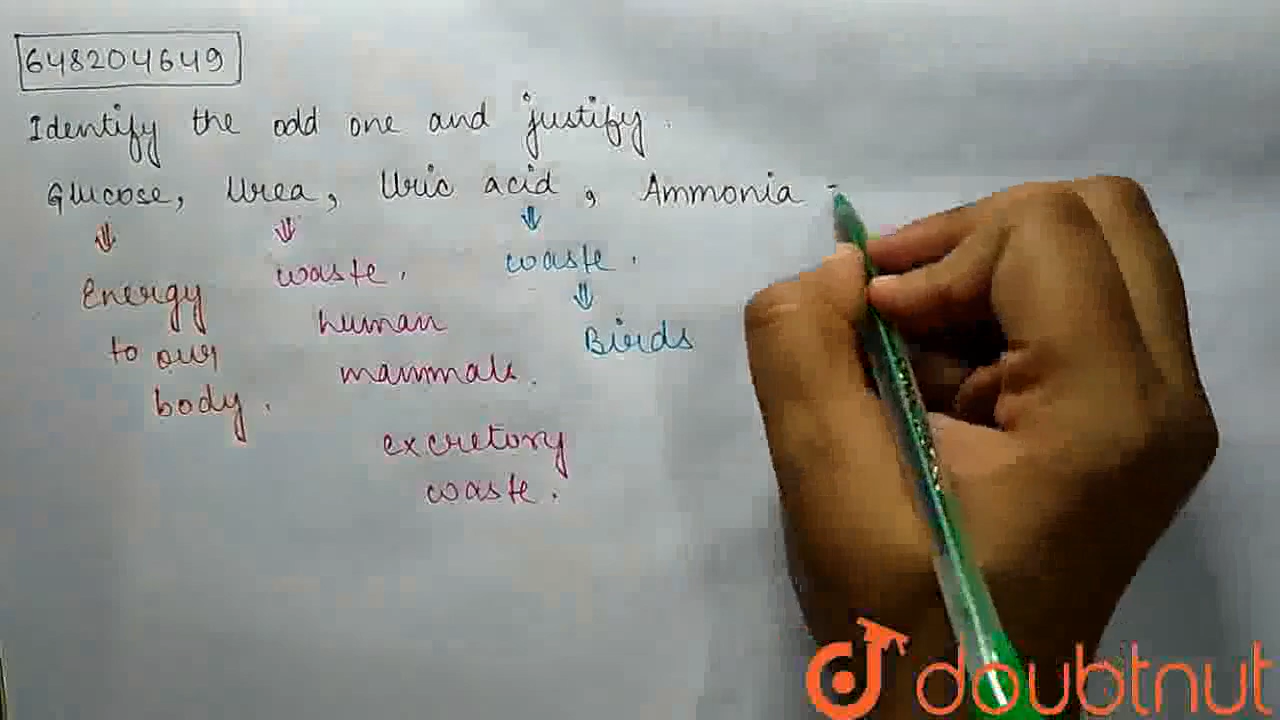 648204649
Identify the odd one and justify.
Glucose, Urea, Uric acid, Ammonia
⇓ ⇓ ⇓
Energy
to our
body.
waste.
human
mammals.
excretory
waste.
waste.
⇓
Birds
doubtnut